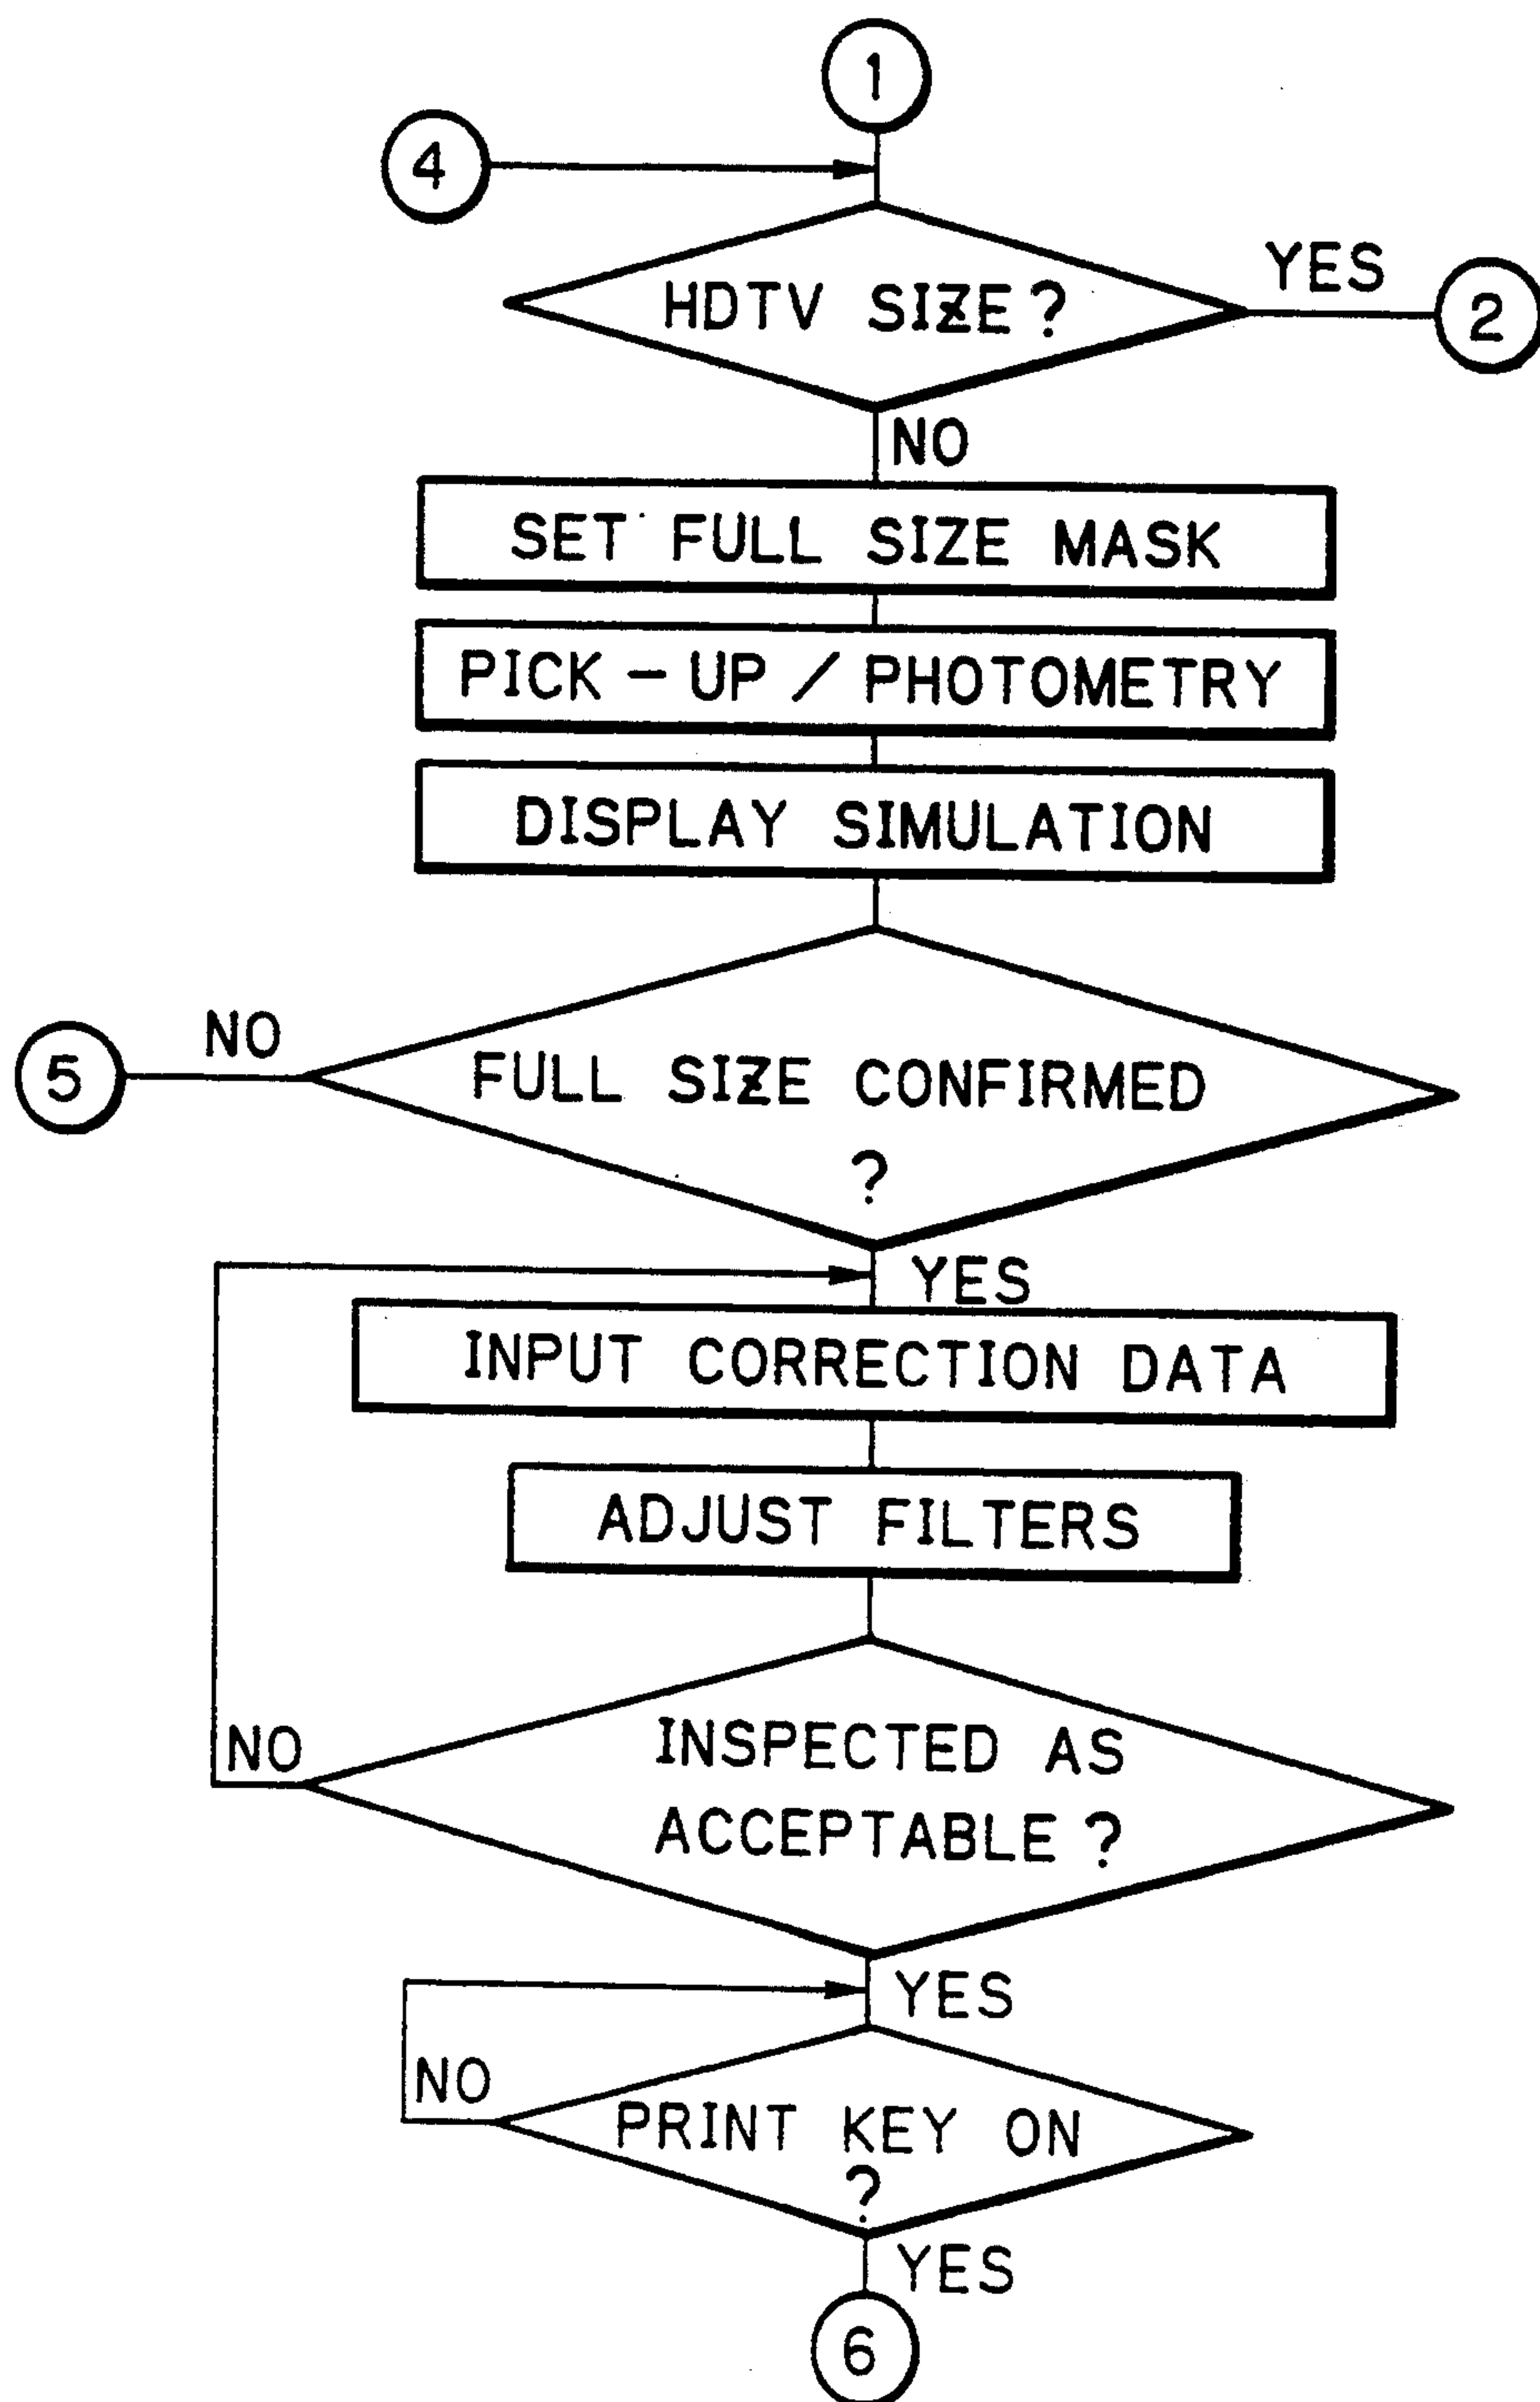 1
4
HDTV SIZE?
YES
2
NO
SET FULL SIZE MASK
PICK-UP / PHOTOMETRY
DISPLAY SIMULATION
NO
5
FULL SIZE CONFIRMED
?
YES
INPUT CORRECTION DATA
ADJUST FILTERS
NO
INSPECTED AS
ACCEPTABLE?
YES
NO
PRINT KEY ON
?
YES
6